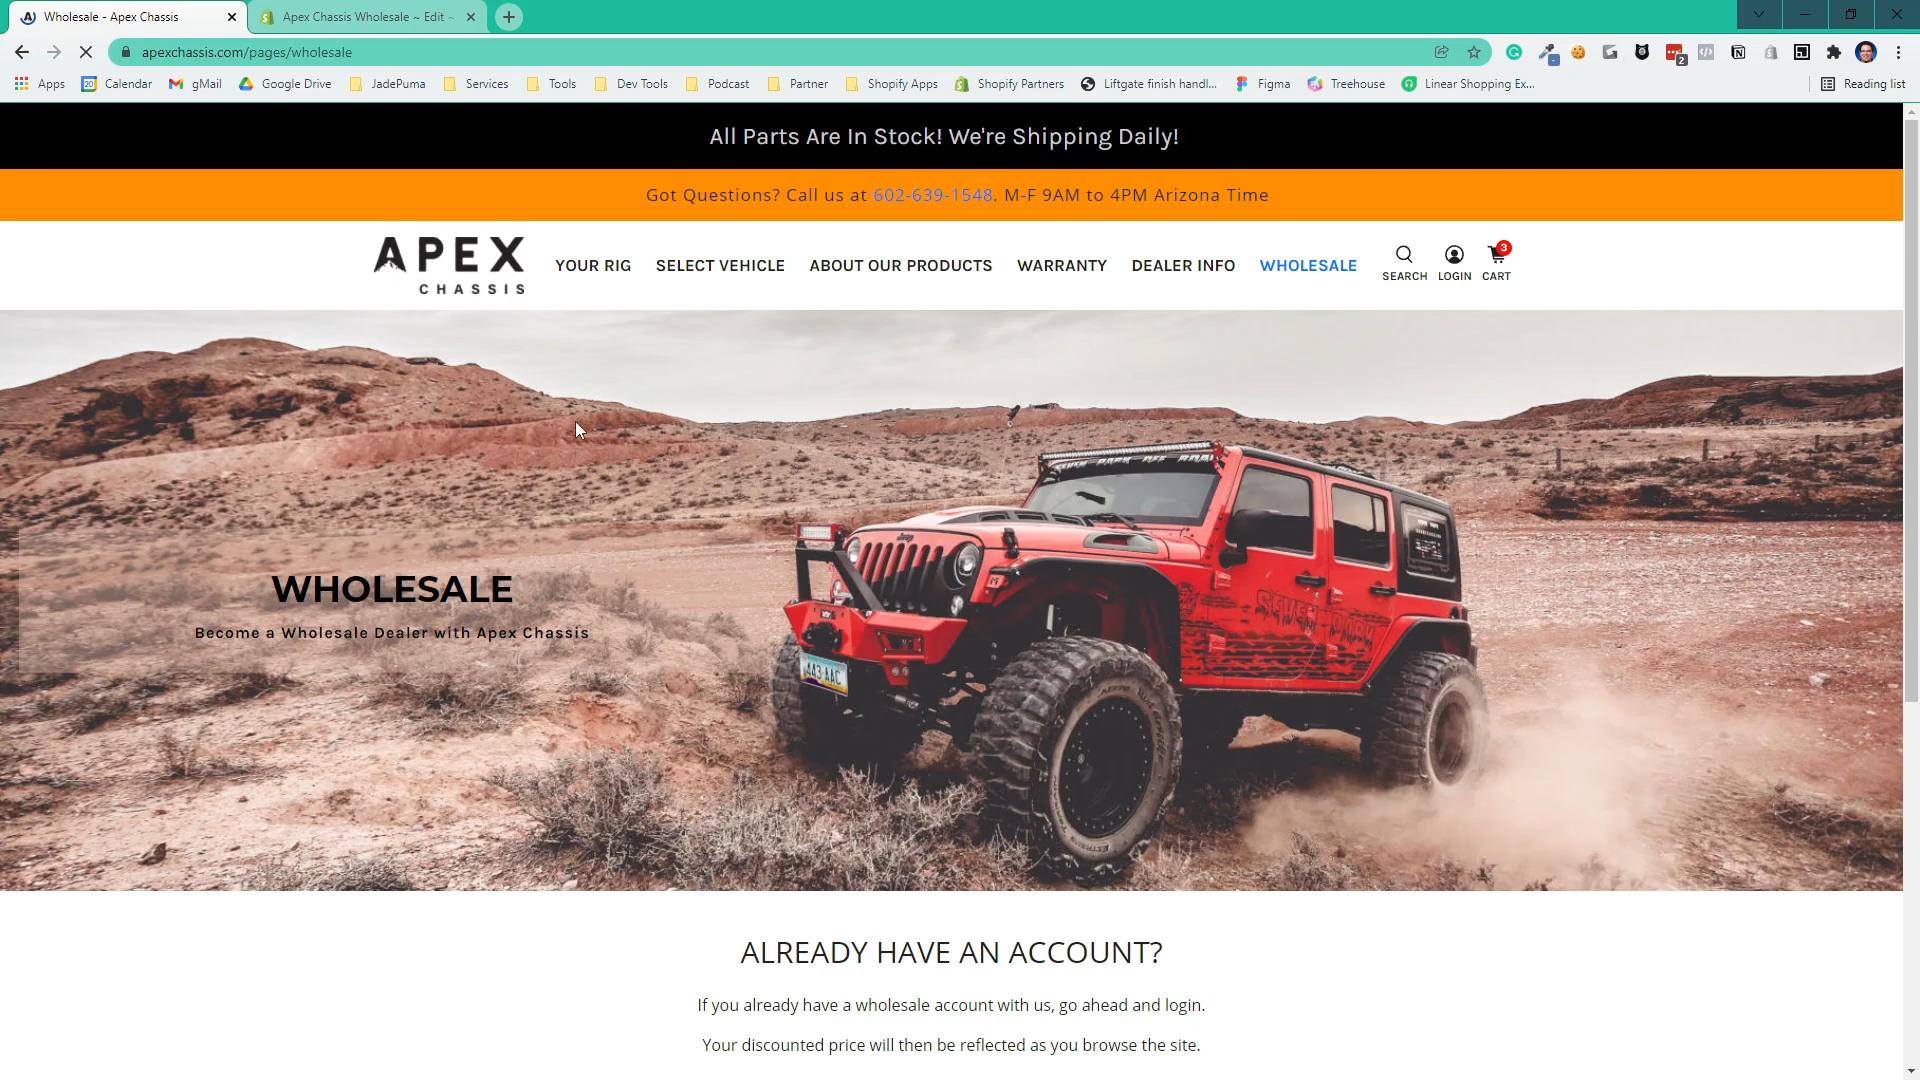 Wholesale - Apex Chassis
Apex Chassis Wholesale ~ Edit ~
apexchassis.com/pages/wholesale
Apps
Calendar
gMail
Google Drive
JadePuma
Services
Tools
Dev Tools
Podcast
Partner
Shopify Apps
Shopify Partners
Liftgate finish handl...
Figma
Treehouse
Linear Shopping Ex...
Reading list
All Parts Are In Stock! We're Shipping Daily!
Got Questions? Call us at 602-639-1548. M-F 9AM to 4PM Arizona Time
APEX
CHASSIS
YOUR RIG
SELECT VEHICLE
ABOUT OUR PRODUCTS
WARRANTY
DEALER INFO
WHOLESALE
SEARCH
LOGIN
3
CART
WHOLESALE
Become a Wholesale Dealer with Apex Chassis
Jeep
443·AAC
ALREADY HAVE AN ACCOUNT?
If you already have a wholesale account with us, go ahead and login.
Your discounted price will then be reflected as you browse the site.